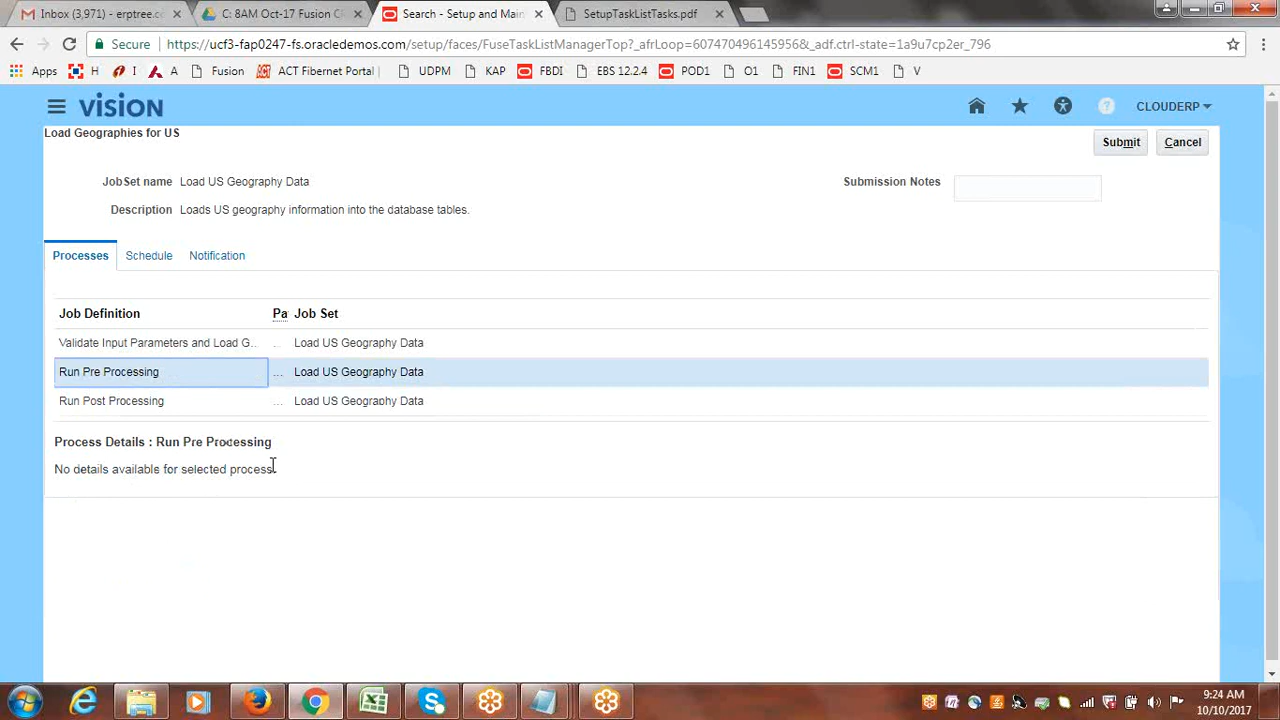 Inbox (3,971) - erptree.co
C: 8AM Oct-17 Fusion Cl
Search - Setup and Main
SetupTaskListTasks.pdf
Secure
https://ucf3-fap0247-fs.oracledemos.com/setup/faces/FuseTaskListManagerTop?_afrLoop=6074704961459568&_adf.ctrl-state=1a9u7cp2er_796
Apps H I A Fusion ACT Fibernet Portal | UDPM KAP FBDI EBS 12.2.4 POD1 O1 FIN1 SCM1 V
VISION
CLOUDERP
Load Geographies for US
Submit Cancel
JobSet name Load US Geography Data
Submission Notes
Description Loads US geography information into the database tables.
Processes Schedule Notification
Job Definition Pa Job Set
Validate Input Parameters and Load G... ... Load US Geography Data
Run Pre Processing ... Load US Geography Data
Run Post Processing ... Load US Geography Data
Process Details : Run Pre Processing
No details available for selected process.
9:24 AM
10/10/2017